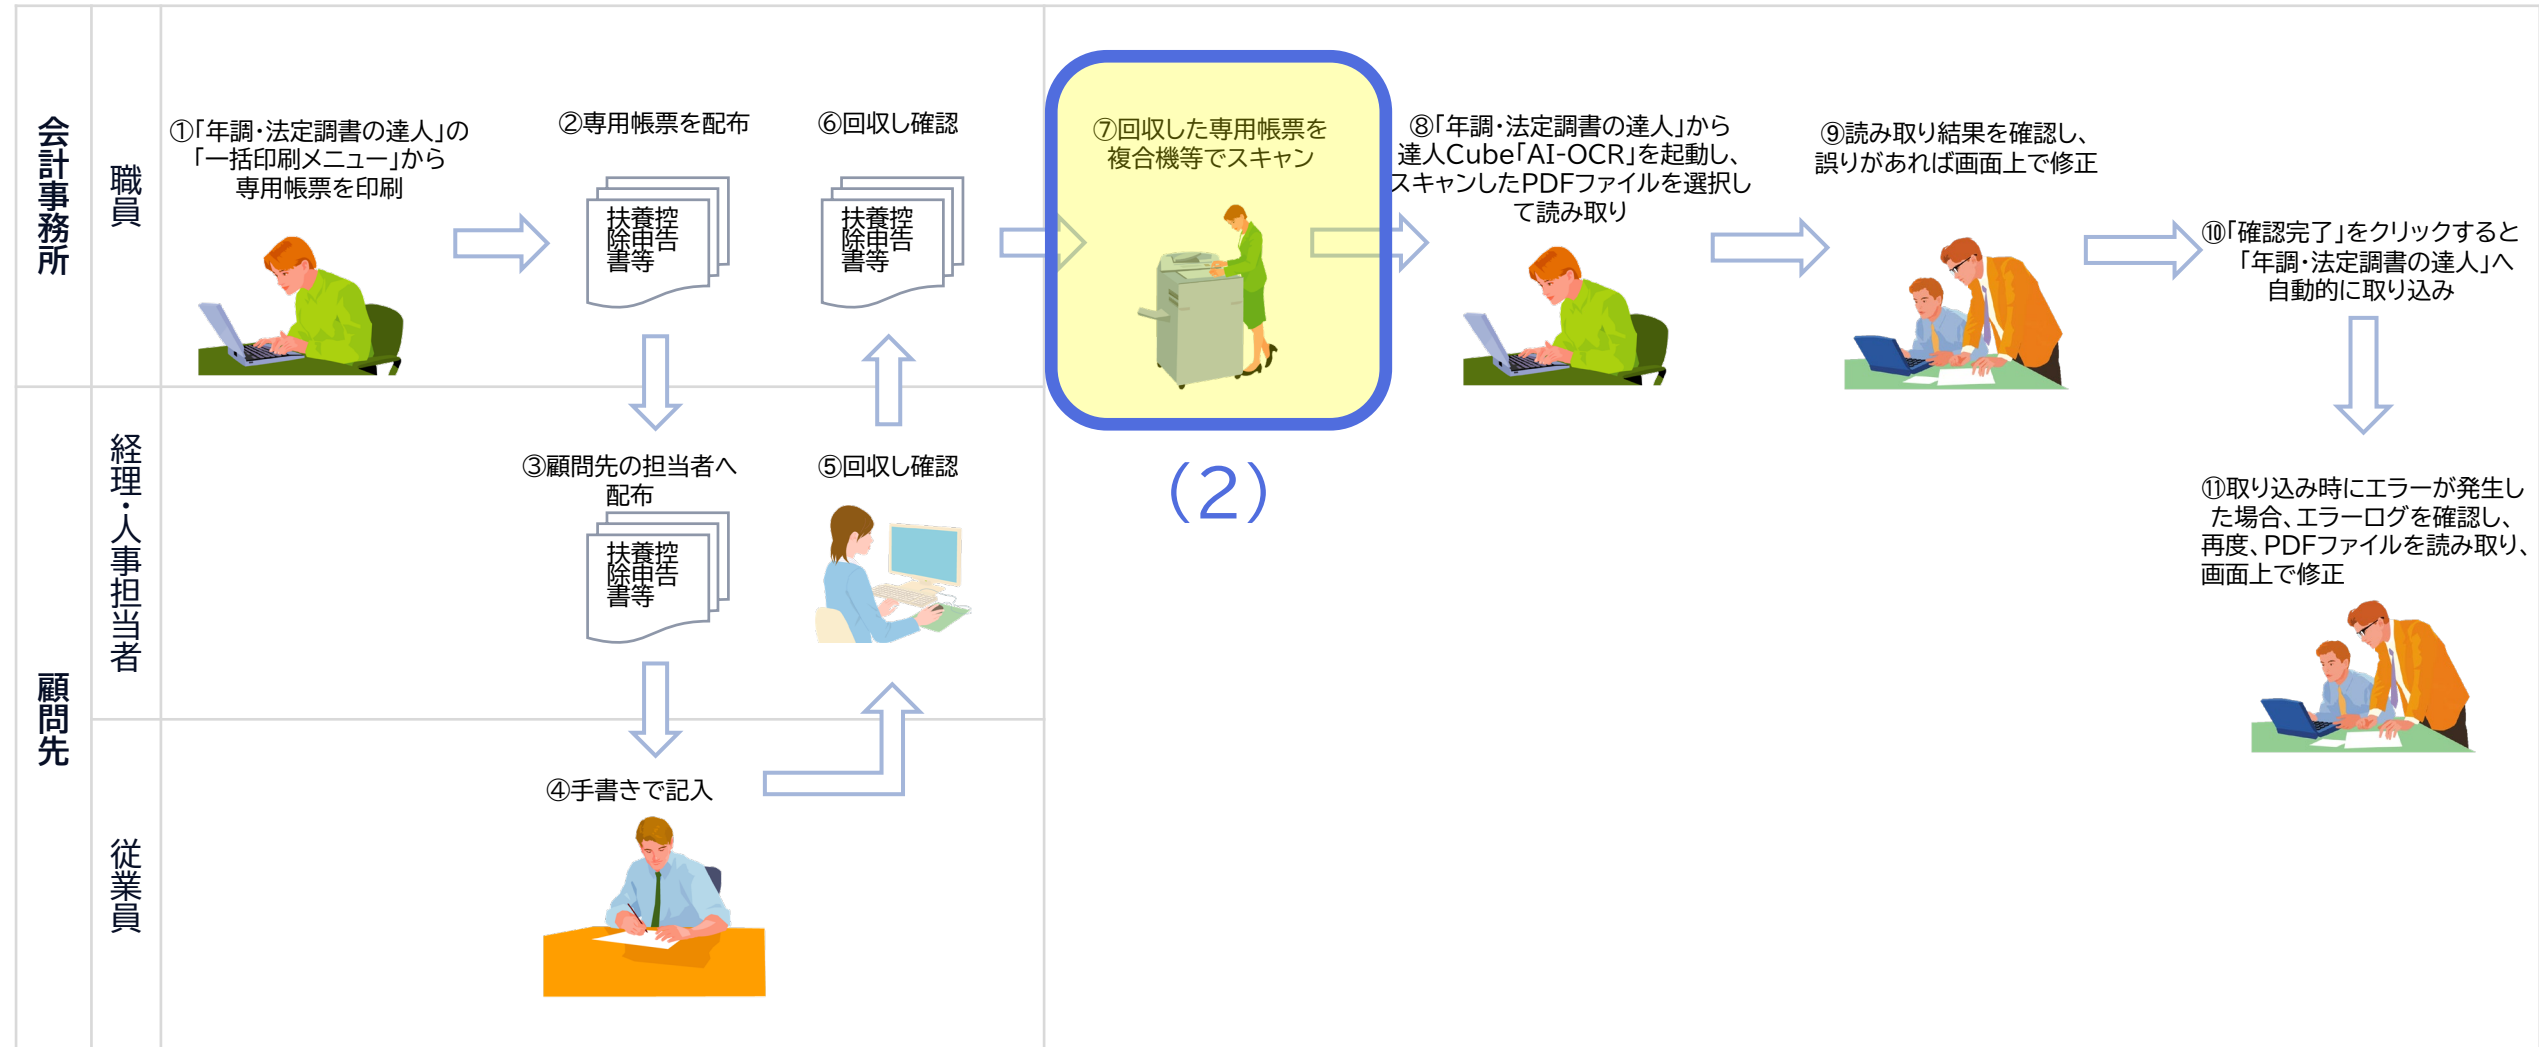 会計事務所
職員
①「年調・法定調書の達人」の
「一括印刷メニュー」から
専用帳票を印刷
②専用帳票を配布
扶養控
除申告
書等
⑥回収し確認
扶養控
除申告
書等
⑦回収した専用帳票を
複合機等でスキャン
⑧「年調・法定調書の達人」から
達人Cube「AI-OCR」を起動し、
スキャンしたPDFファイルを選択し
て読み取り
⑨読み取り結果を確認し、
誤りがあれば画面上で修正
⑩「確認完了」をクリックすると
「年調・法定調書の達人」へ
自動的に取り込み
顧問先
経理・人事担当者
③顧問先の担当者へ
配布
扶養控
除申告
書等
⑤回収し確認
(2)
⑪取り込み時にエラーが発生し
た場合、エラーログを確認し、
再度、PDFファイルを読み取り、
画面上で修正
従業員
④手書きで記入